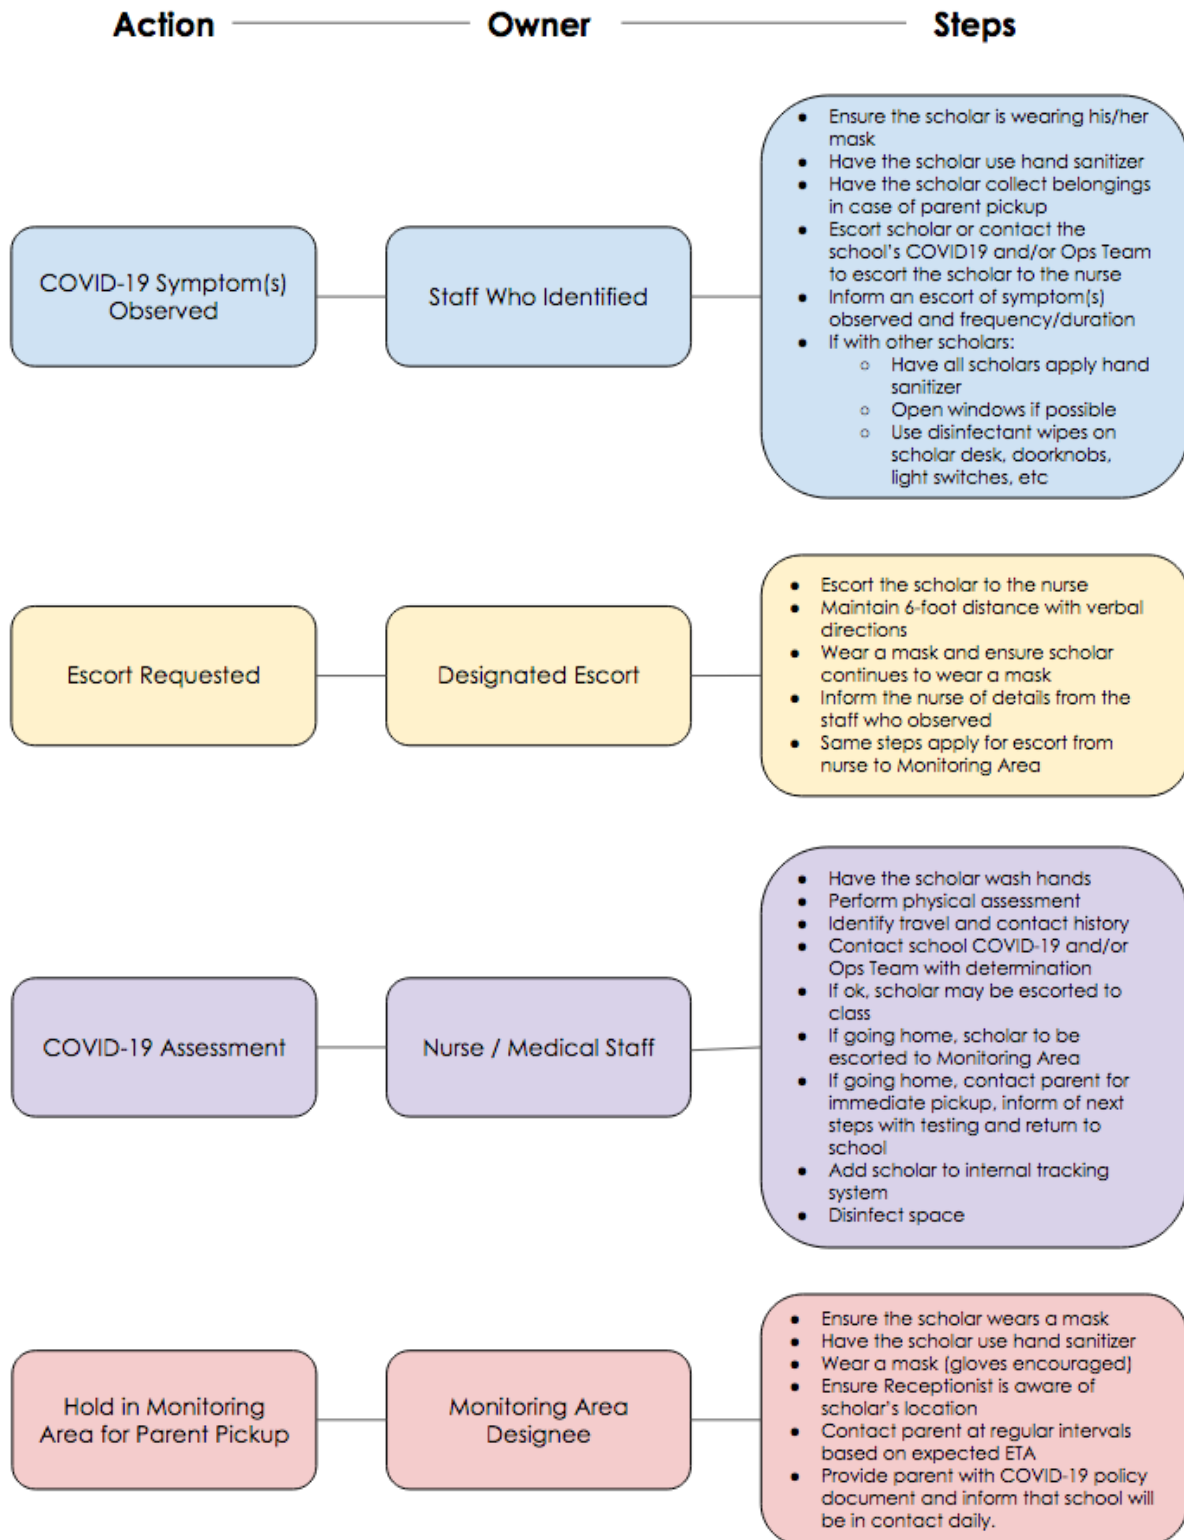 Action Owner Steps
COVID-19 Symptom(s)
Observed
Staff Who Identified
● Ensure the scholar is wearing his/her
mask
● Have the scholar use hand sanitizer
● Have the scholar collect belongings
in case of parent pickup
● Escort scholar or contact the
school's COVID19 and/or Ops Team
to escort the scholar to the nurse
● Inform an escort of symptom(s)
observed and frequency/duration
● If with other scholars:
○ Have all scholars apply hand
sanitizer
○ Open windows if possible
○ Use disinfectant wipes on
scholar desk, doorknobs,
light switches, etc
Escort Requested
Designated Escort
● Escort the scholar to the nurse
● Maintain 6-foot distance with verbal
directions
● Wear a mask and ensure scholar
continues to wear a mask
● Inform the nurse of details from the
staff who observed
● Same steps apply for escort from
nurse to Monitoring Area
COVID-19 Assessment
Nurse / Medical Staff
● Have the scholar wash hands
● Perform physical assessment
● Identify travel and contact history
● Contact school COVID-19 and/or
Ops Team with determination
● If ok, scholar may be escorted to
class
● If going home, scholar to be
escorted to Monitoring Area
● If going home, contact parent for
immediate pickup, inform of next
steps with testing and return to
school
● Add scholar to internal tracking
system
● Disinfect space
Hold in Monitoring
Area for Parent Pickup
Monitoring Area
Designee
● Ensure the scholar wears a mask
● Have the scholar use hand sanitizer
● Wear a mask (gloves encouraged)
● Ensure Receptionist is aware of
scholar's location
● Contact parent at regular intervals
based on expected ETA
● Provide parent with COVID-19 policy
document and inform that school will
be in contact daily.